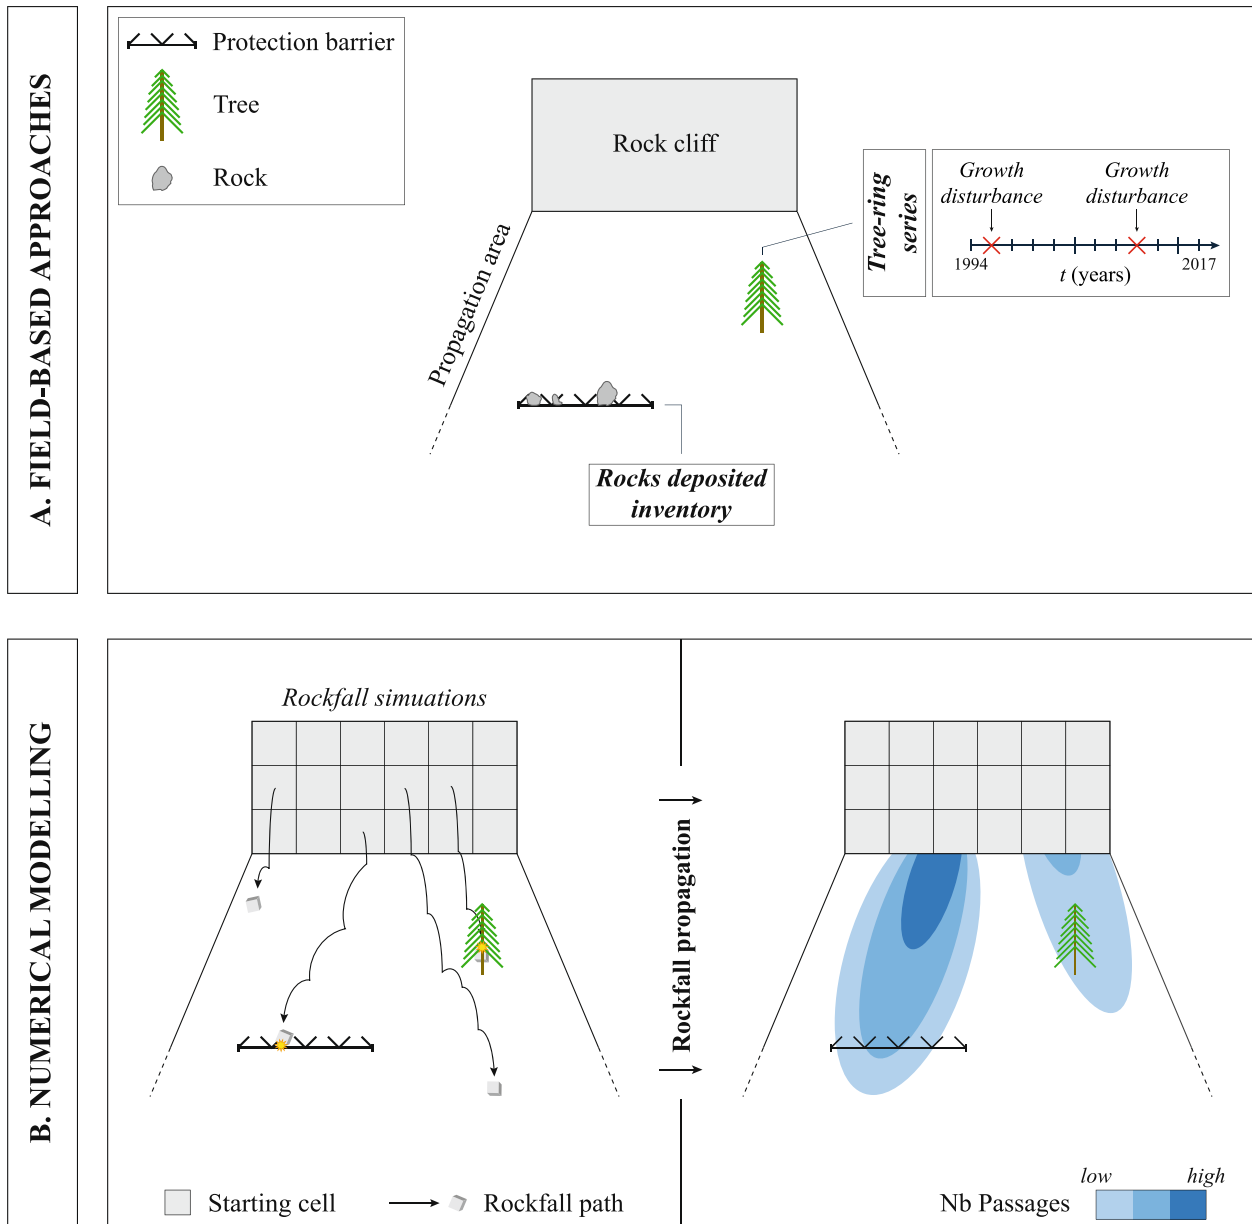 A. FIELD-BASED APPROACHES
Protection barrier
Tree
Rock
Rock cliff
Propagation area
Tree-ring
series
Growth
disturbance
Growth
disturbance
1994
2017
t (years)
Rocks deposited
inventory
B. NUMERICAL MODELLING
Rockfall simuations
Rockfall propagation
Starting cell
Rockfall path
low
high
Nb Passages